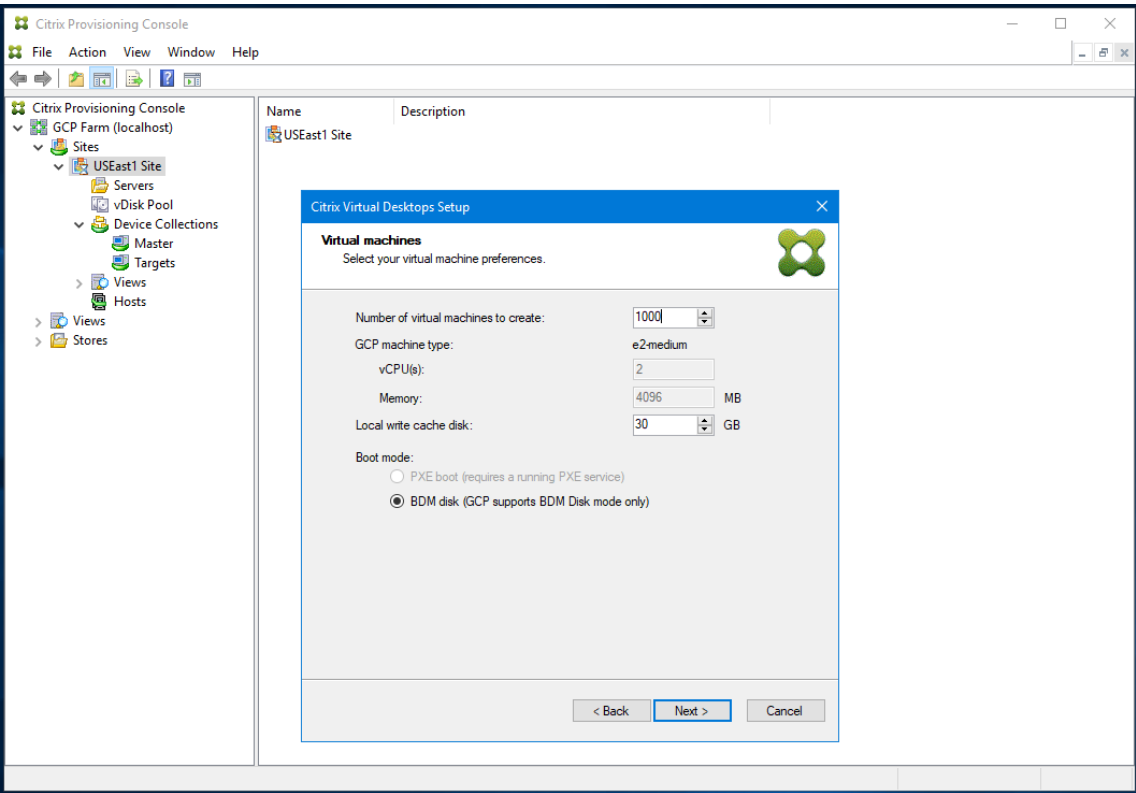 Citrix Provisioning Console
File Action View Window Help
Citrix Provisioning Console
GCP Farm (localhost)
Sites
USEast1 Site
Servers
vDisk Pool
Device Collections
Master
Targets
Views
Hosts
Views
Stores
Name Description
USEast1 Site
Citrix Virtual Desktops Setup
Virtual machines
Select your virtual machine preferences.
Number of virtual machines to create: 1000
GCP machine type: e2-medium
vCPU(s): 2
Memory: 4096 MB
Local write cache disk: 30 GB
Boot mode:
PXE boot (requires a running PXE service)
BDM disk (GCP supports BDM Disk mode only)
< Back Next > Cancel